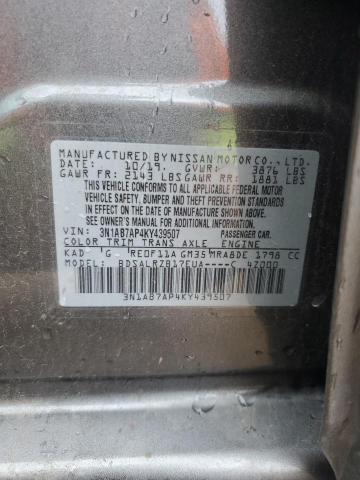 MANUFACTURED BY NISSAN MOTOR CO., LTD.
DATE: 10/19. GVWR: 3876 LBS
GAWR FR: 2143 LBS GAWR RR: 1881 LBS
THIS VEHICLE CONFORMS TO ALL APPLICABLE
FEDERAL MOTOR VEHICLE SAFETY,
BUMPER, AND THEFT PREVENTION STANDARDS
IN EFFECT ON THE DATE OF
MANUFACTURE SHOWN ABOVE
SEE OWNER'S MANUAL
VIN: 3N1AB7AP4KY439507 PASSENGER CAR.
COLOR TRIM TRANS AXLE ENGINE
KAD G RE0F11A GM35 MRA8DE 1798 CC
MODEL: BDSALRZB17EUA----C 42000
3N1AB7AP4KY439507